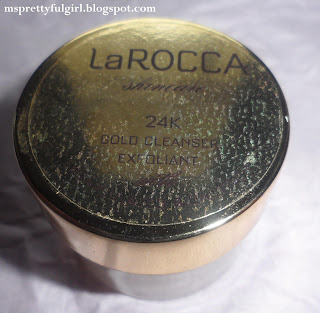 msprettyfulgirl.blogspot.com
LaROCCA
skincare
24K
GOLD CLEANSER
EXFOLIANT